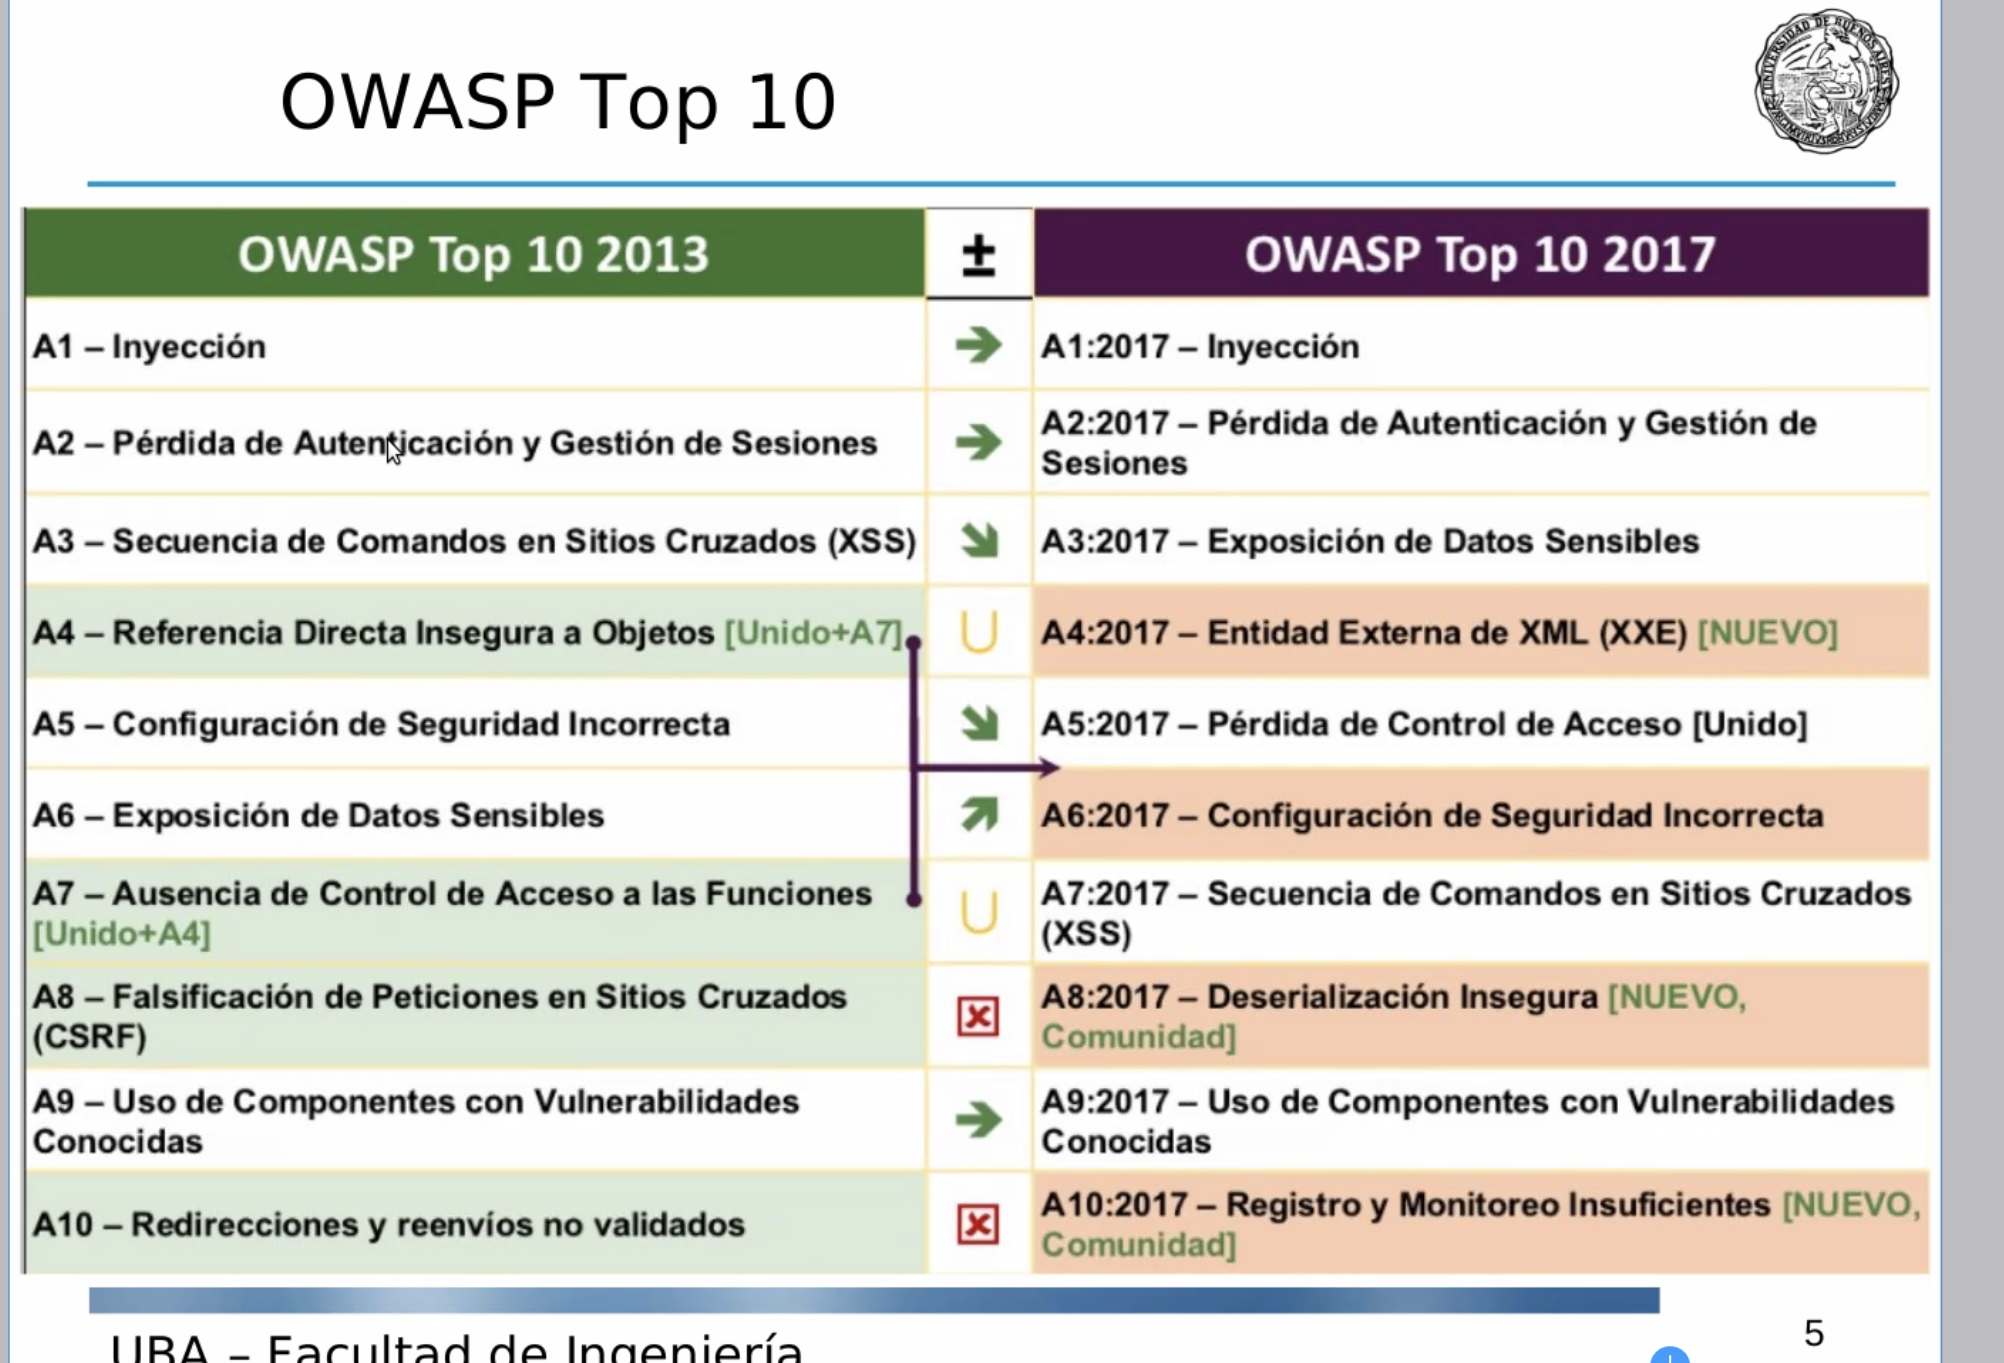 OWASP Top 10
OWASP Top 10 2013
±
OWASP Top 10 2017
A1 – Inyección
A1:2017 – Inyección
A2 – Pérdida de Autenticación y Gestión de Sesiones
A2:2017 – Pérdida de Autenticación y Gestión de
Sesiones
A3 – Secuencia de Comandos en Sitios Cruzados (XSS)
A3:2017 – Exposición de Datos Sensibles
A4 – Referencia Directa Insegura a Objetos [Unido+A7]
U
A4:2017 – Entidad Externa de XML (XXE) [NUEVO]
A5 – Configuración de Seguridad Incorrecta
A5:2017 – Pérdida de Control de Acceso [Unido]
A6 – Exposición de Datos Sensibles
A6:2017 – Configuración de Seguridad Incorrecta
A7 – Ausencia de Control de Acceso a las Funciones
[Unido+A4]
U
A7:2017 – Secuencia de Comandos en Sitios Cruzados
(XSS)
A8 – Falsificación de Peticiones en Sitios Cruzados
(CSRF)
A8:2017 – Deserialización Insegura [NUEVO,
Comunidad]
A9 – Uso de Componentes con Vulnerabilidades
Conocidas
A9:2017 – Uso de Componentes con Vulnerabilidades
Conocidas
A10 – Redirecciones y reenvíos no validados
A10:2017 – Registro y Monitoreo Insuficientes [NUEVO,
Comunidad]
UBA – Facultad de Ingeniería
5